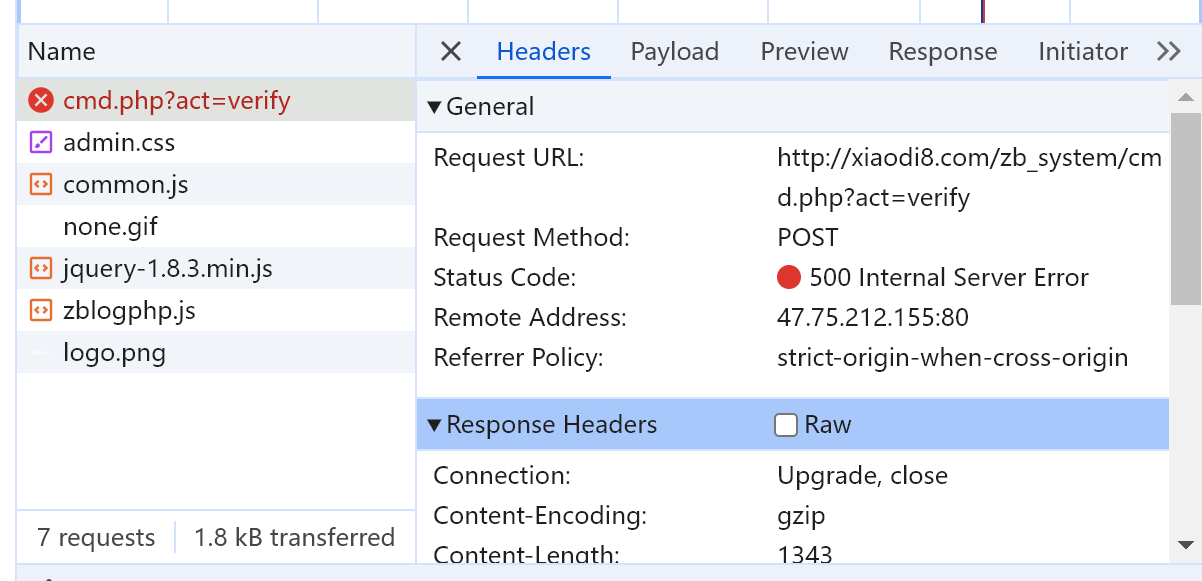 Name
Headers Payload Preview Response Initiator
cmd.php?act=verify
admin.css
common.js
none.gif
jquery-1.8.3.min.js
zblogphp.js
logo.png
7 requests 1.8 kB transferred
General
Request URL: http://xiaodi8.com/zb_system/cm
d.php?act=verify
Request Method: POST
Status Code: 500 Internal Server Error
Remote Address: 47.75.212.155:80
Referrer Policy: strict-origin-when-cross-origin
Response Headers Raw
Connection: Upgrade, close
Content-Encoding: gzip
Content-Length: 1343